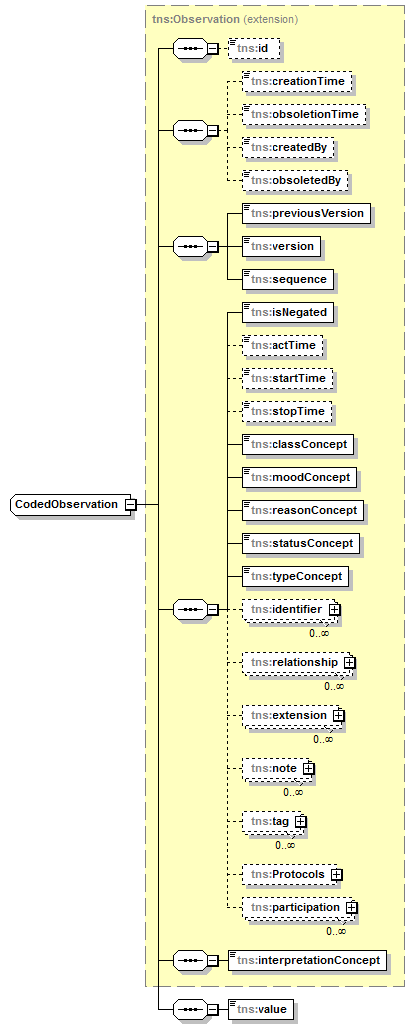 tns:Observation (extension)
tns:id
tns:creationTime
tns:obsoletionTime
tns:createdBy
tns:obsoletedBy
tns:previousVersion
tns:version
tns:sequence
tns:isNegated
tns:actTime
tns:startTime
tns:stopTime
tns:classConcept
tns:moodConcept
CodedObservation
tns:reasonConcept
tns:statusConcept
tns:typeConcept
tns:identifier
0..∞
tns:relationship
0..∞
tns:extension
0..∞
tns:note
0..∞
tns:tag
0..∞
tns:Protocols
tns:participation
0..∞
tns:interpretationConcept
tns:value